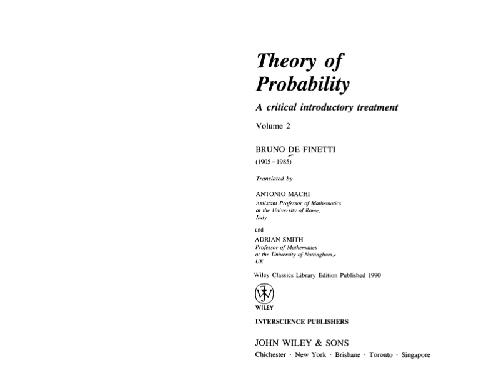 Theory of
Probability
A critical introductory treatment
Volume 2
BRUNO DE FINETTI
(1905–1985)
Translated by
ANTONIO MACHÌ
Assistant Professor of Mathematics
at the University of Rome,
Italy
and
ADRIAN SMITH
Professor of Mathematics
at the University of Nottingham,
UK
Wiley Classics Library Edition Published 1990
WILEY
INTERSCIENCE PUBLISHERS
JOHN WILEY & SONS
Chichester · New York · Brisbane · Toronto · Singapore